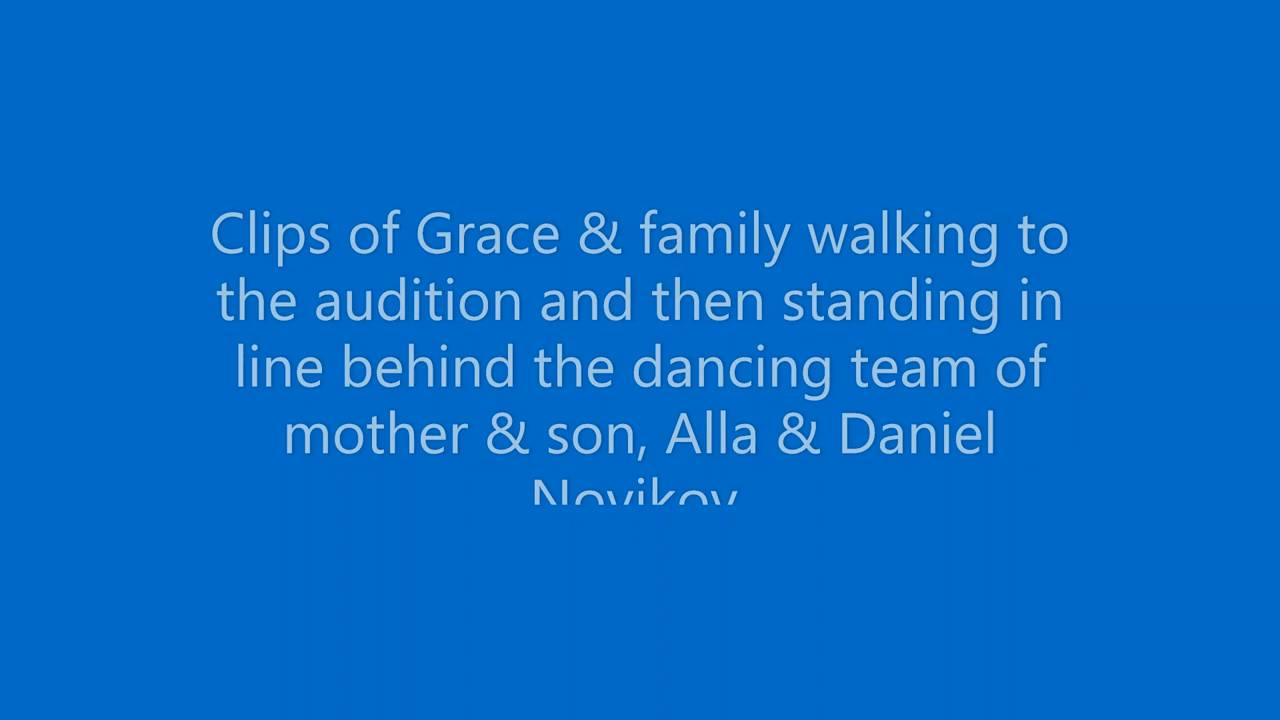 Clips of Grace & family walking to
the audition and then standing in
line behind the dancing team of
mother & son, Alla & Daniel
Novikov